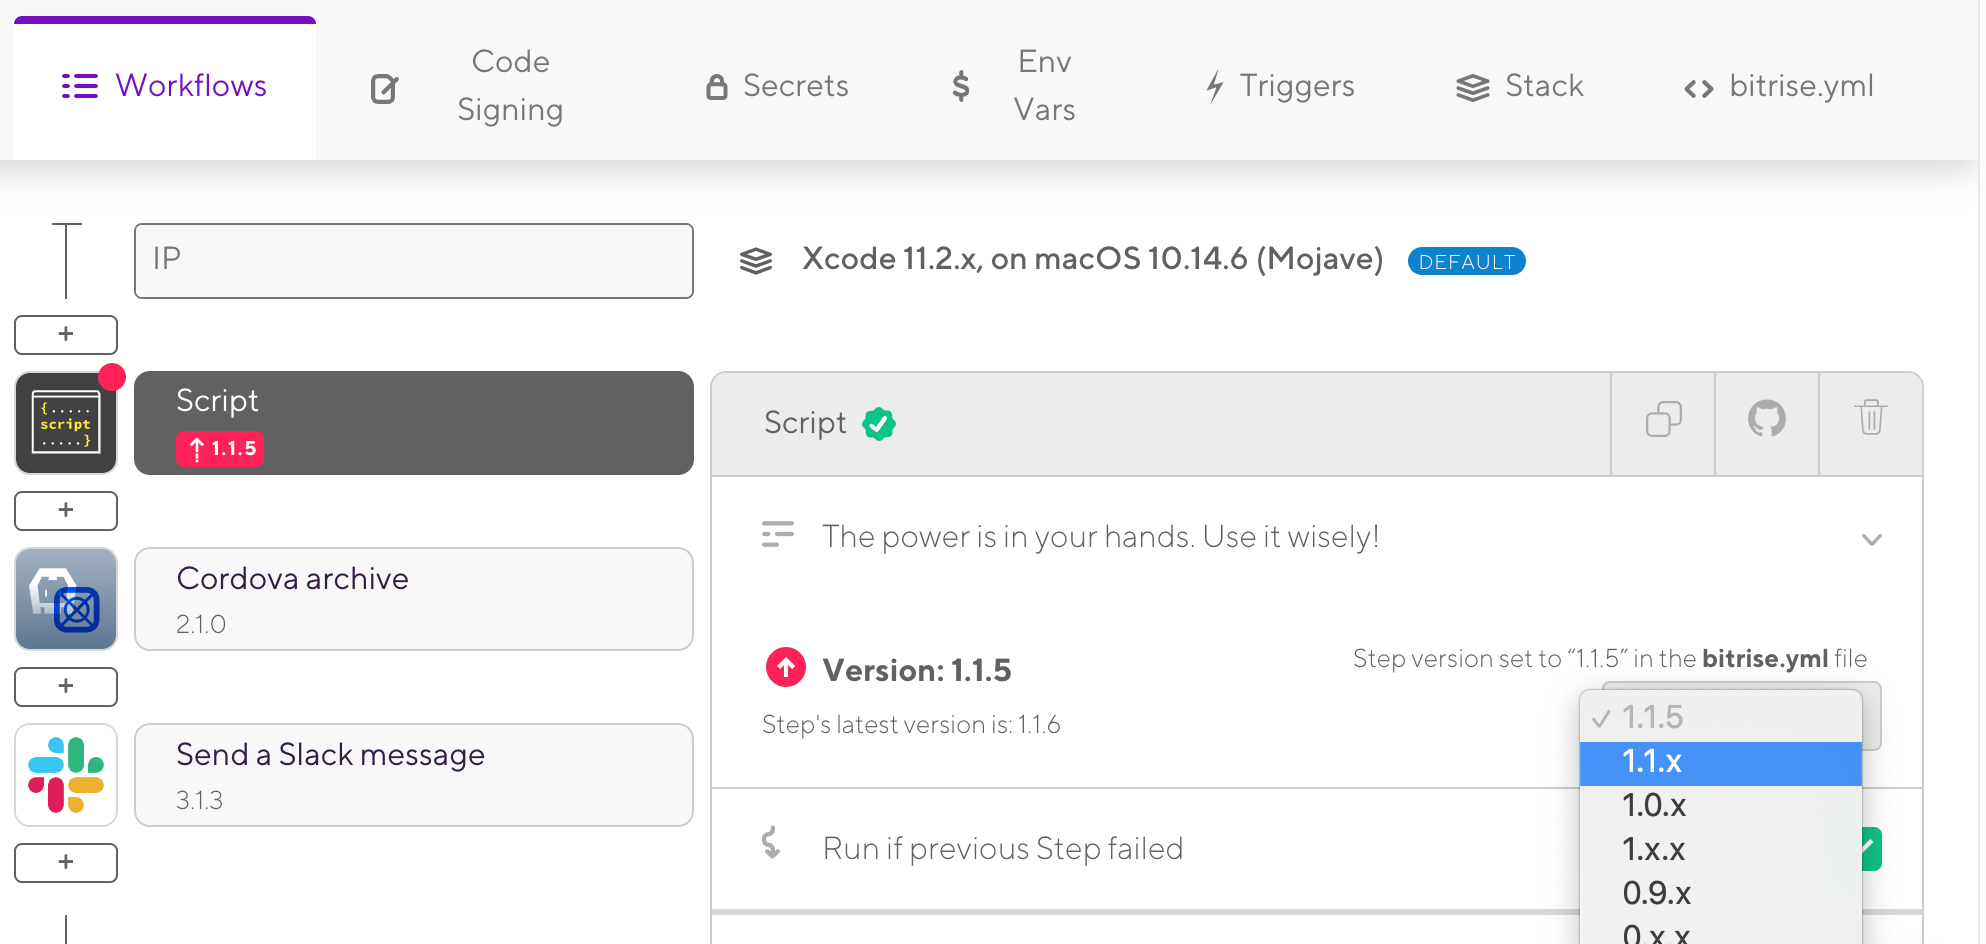 Workflows
Code
Signing
Secrets
$
Env
Vars
Triggers
Stack
<> bitrise.yml
IP
Xcode 11.2.x, on macOS 10.14.6 (Mojave)
DEFAULT
+
{.....
script
.....}
Script
1.1.5
Script
+
The power is in your hands. Use it wisely!
Cordova archive
2.1.0
Version: 1.1.5
Step version set to “1.1.5” in the bitrise.yml file
Step's latest version is: 1.1.6
+
✓ 1.1.5
1.1.x
1.0.x
1.x.x
0.9.x
0.x.x
Send a Slack message
3.1.3
Run if previous Step failed
+